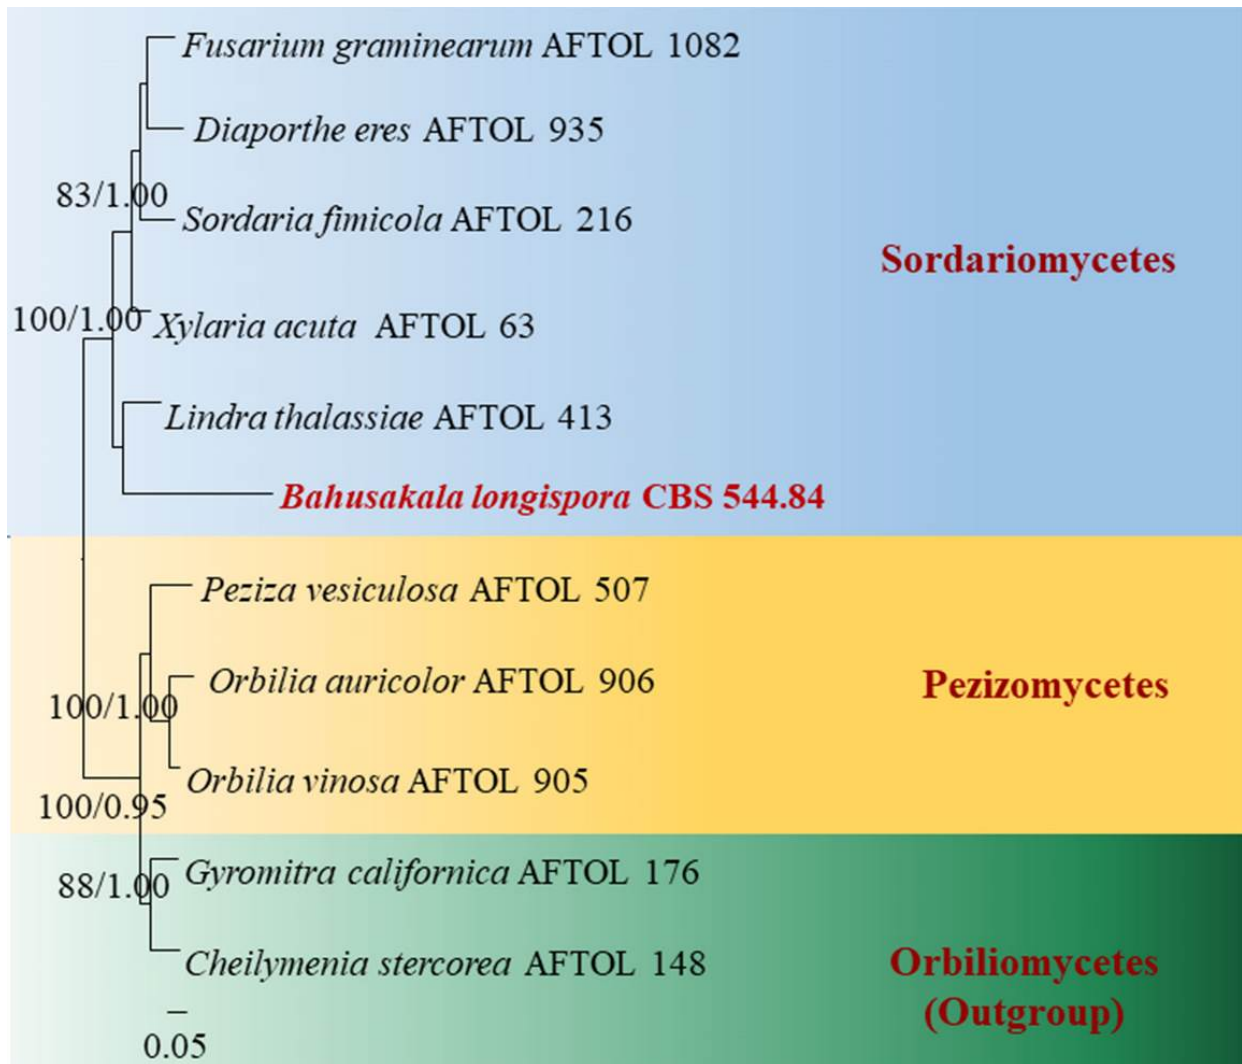 Fusarium graminearum AFTOL 1082
Diaporthe eres AFTOL 935
83/1.00
Sordaria fimicola AFTOL 216
Sordariomycetes
100/1.00
Xylaria acuta AFTOL 63
Lindra thalassiae AFTOL 413
Bahusakala longispora CBS 544.84
Peziza vesiculosa AFTOL 507
Orbilia auricolor AFTOL 906
Pezizomycetes
100/1.00
Orbilia vinosa AFTOL 905
100/0.95
Gyromitra californica AFTOL 176
88/1.00
Cheilymenia stercorea AFTOL 148
Orbiliomycetes
(Outgroup)
0.05